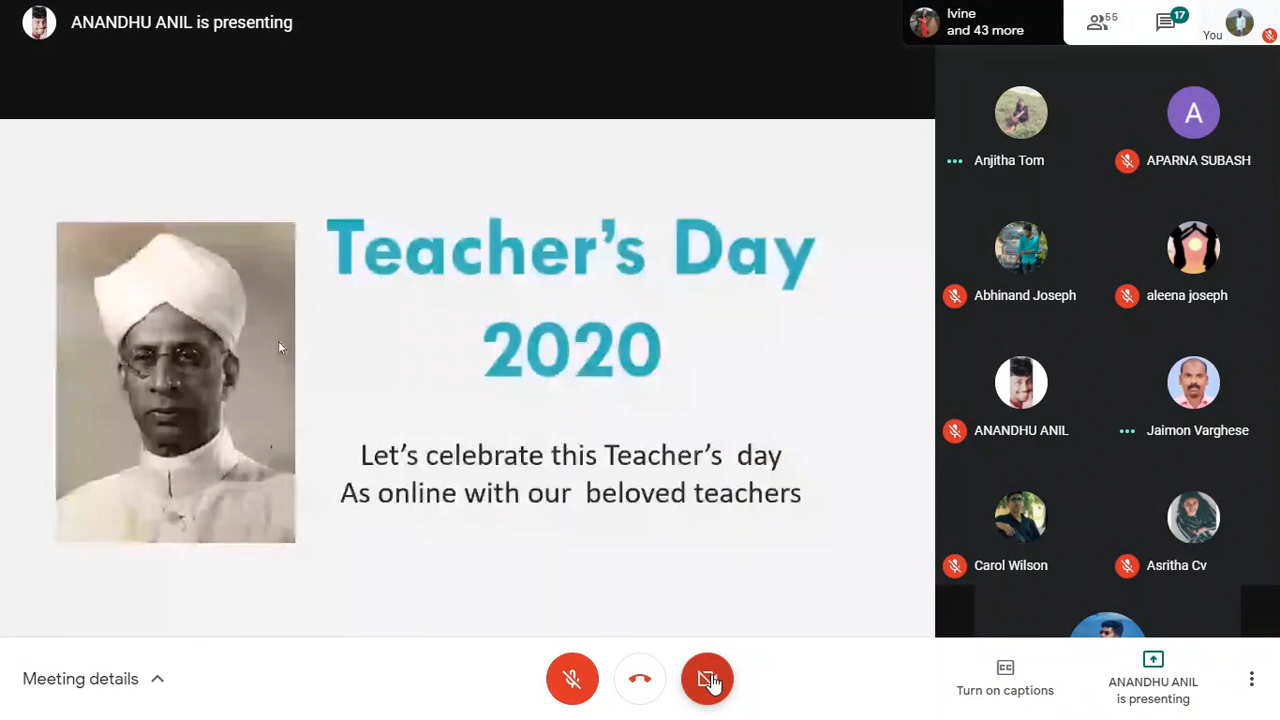 ANANDHU ANIL is presenting
Ivine
and 43 more
55
17
You
Anjitha Tom
A
APARNA SUBASH
Teacher's Day
2020
Let's celebrate this Teacher's day
As online with our beloved teachers
Abhinand Joseph
aleena joseph
ANANDHU ANIL
Jaimon Varghese
Carol Wilson
Asritha Cv
Meeting details
CC
Turn on captions
ANANDHU ANIL
is presenting